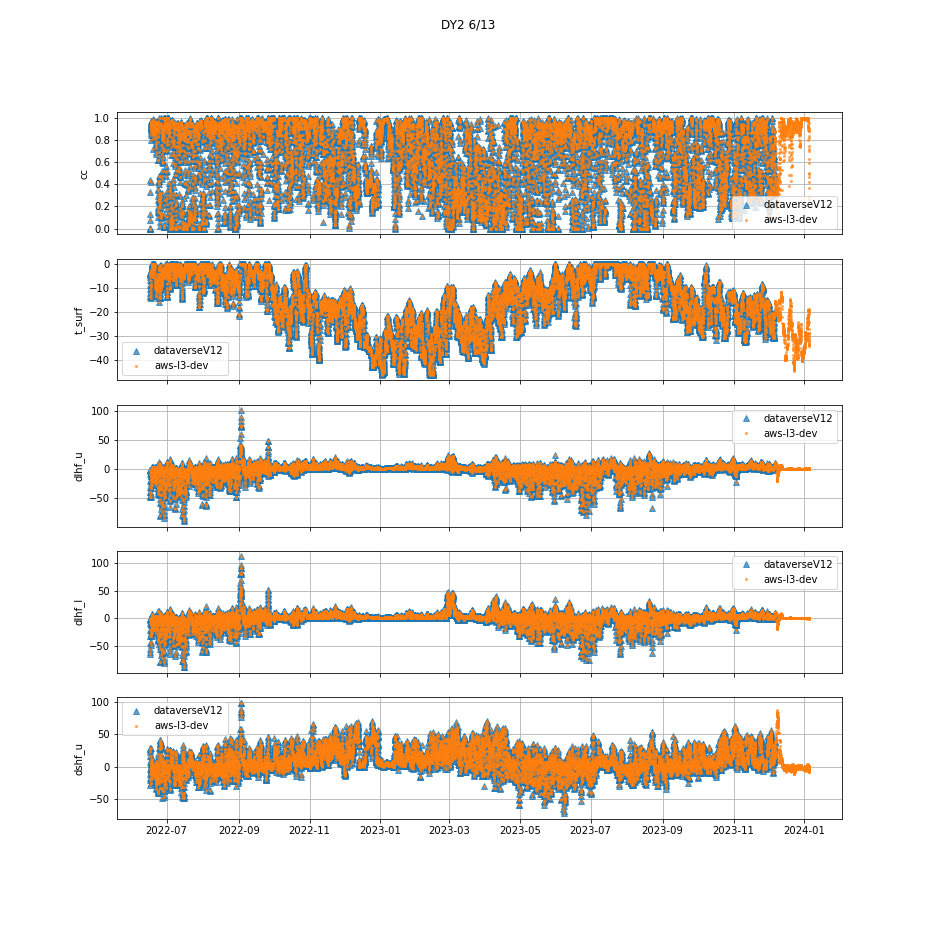 DY2 6/13
1.0
0.8
0.6
0.4
0.2
0.0
cc
dataverseV12
aws-l3-dev
0
−10
−20
−30
−40
t_surf
dataverseV12
aws-l3-dev
100
50
0
−50
dlhf_u
dataverseV12
aws-l3-dev
100
50
0
−50
dlhf_l
dataverseV12
aws-l3-dev
100
50
0
−50
dshf_u
dataverseV12
aws-l3-dev
2022-07 2022-09 2022-11 2023-01 2023-03 2023-05 2023-07 2023-09 2023-11 2024-01